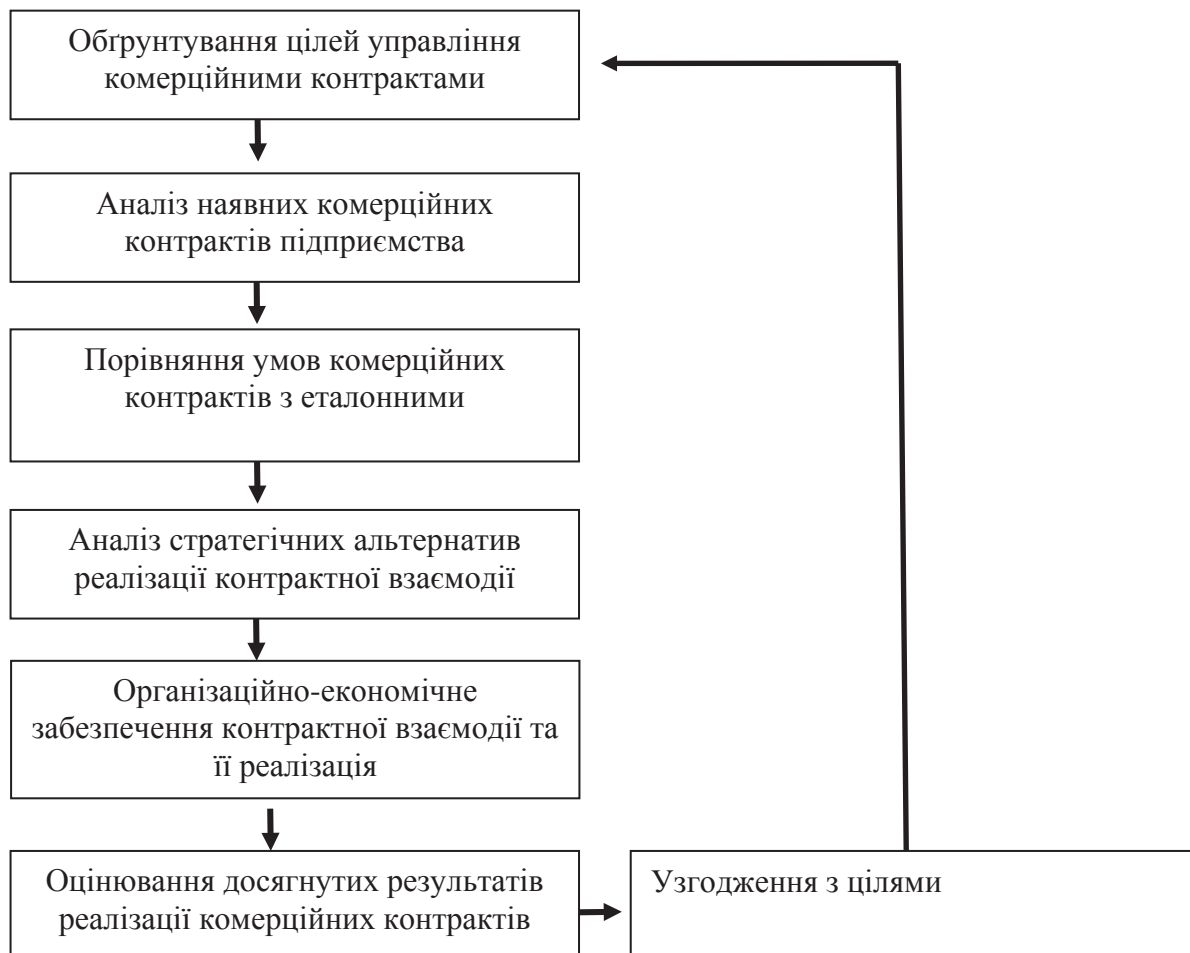 Обґрунтування цілей управління
комерційними контрактами
Аналіз наявних комерційних
контрактів підприємства
Порівняння умов комерційних
контрактів з еталонними
Аналіз стратегічних альтернатив
реалізації контрактної взаємодії
Організаційно-економічне
забезпечення контрактної взаємодії та
її реалізація
Оцінювання досягнутих результатів
реалізації комерційних контрактів
Узгодження з цілями